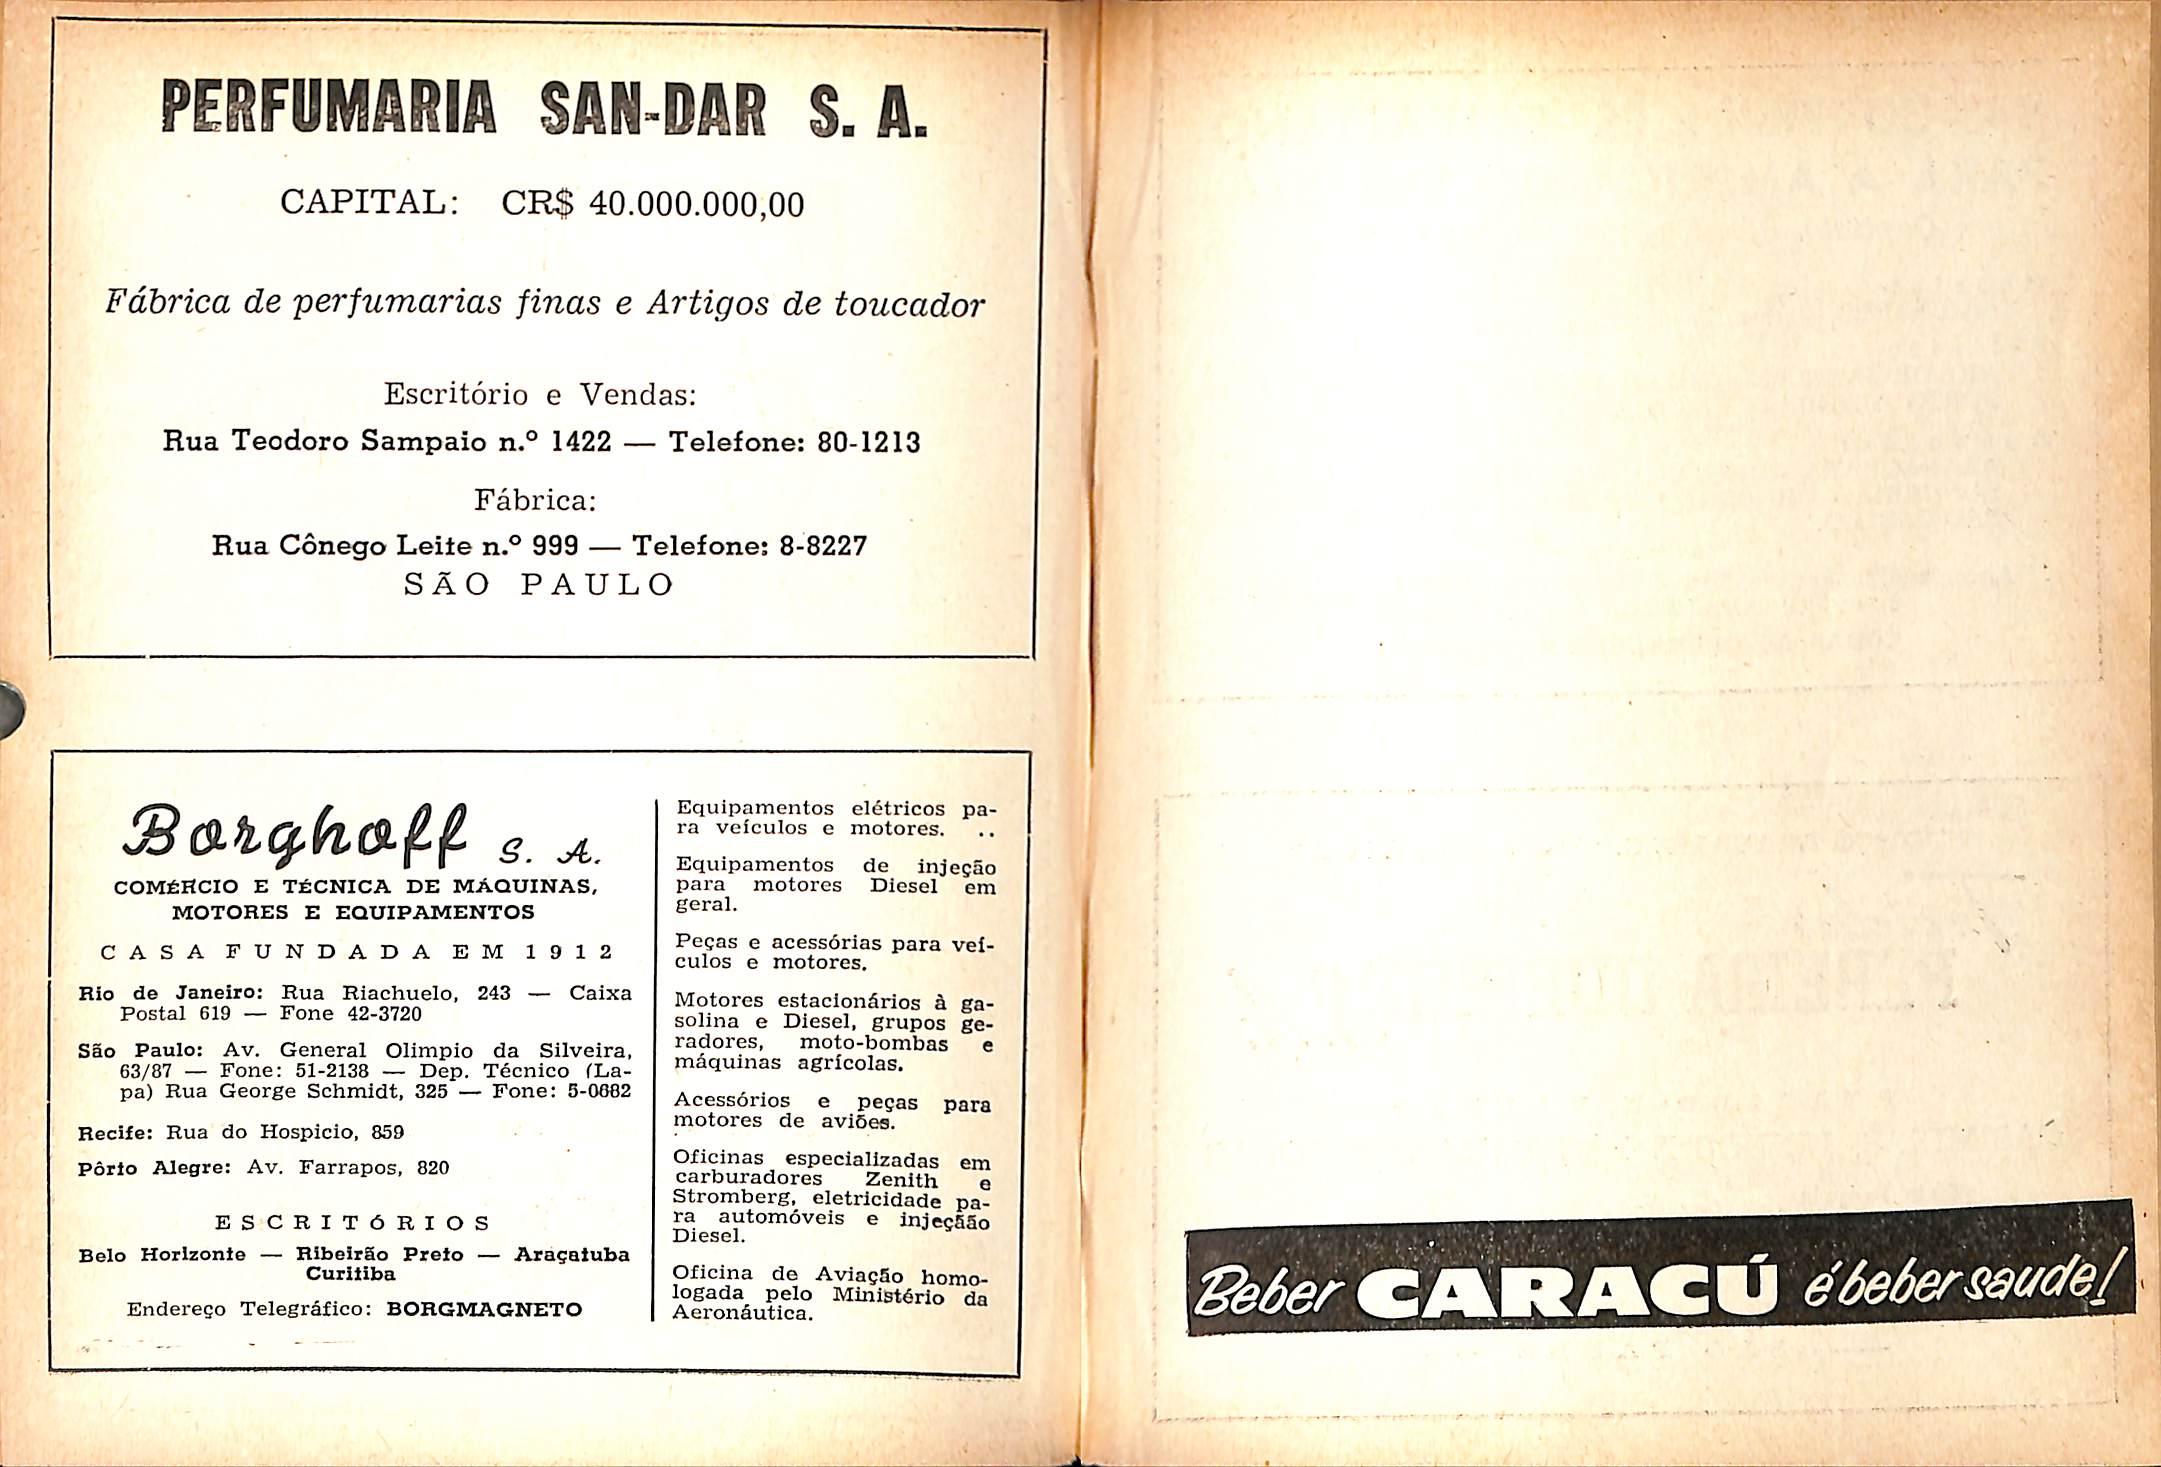 PERFUMARIA SAN-DAR S. A.
CAPITAL: CR$ 40.000.000,00
Fábrica de perfumarias finas e Artigos de toucador
Escritório e Vendas:
Rua Teodoro Sampaio n.º 1422 — Telefone: 80-1213
Fábrica:
Rua Cônego Leite n.º 999 — Telefone: 8-8227
SÃO PAULO
Borghoff S. A.
COMÉRCIO E TÉCNICA DE MÁQUINAS,
MOTORES E EQUIPAMENTOS
CASA FUNDADA EM 1912
Rio de Janeiro: Rua Riachuelo, 243 — Caixa
Postal 619 — Fone 42-3720
São Paulo: Av. General Olimpio da Silveira,
63/87 — Fone: 51-2138 — Dep. Técnico (La-
pa) Rua George Schmidt, 325 — Fone: 5-0682
Recife: Rua do Hospicio, 859
Pôrto Alegre: Av. Farrapos, 820
ESCRITÓRIOS
Belo Horizonte — Ribeirão Preto — Araçatuba
Curitiba
Endereço Telegráfico: BORGMAGNETO
Equipamentos elétricos pa-
ra veículos e motores. ..
Equipamentos de injeção
para motores Diesel em
geral.
Peças e acessórias para veí-
culos e motores.
Motores estacionários à ga-
solina e Diesel, grupos ge-
radores, moto-bombas e
máquinas agrícolas.
Acessórios e peças para
motores de aviões.
Oficinas especializadas em
carburadores Zenith e
Stromberg, eletricidade pa-
ra automóveis e injeçãão
Diesel.
Oficina de Aviação homo-
logada pelo Ministério da
Aeronáutica.
Beber CARACÚ é beber saude!